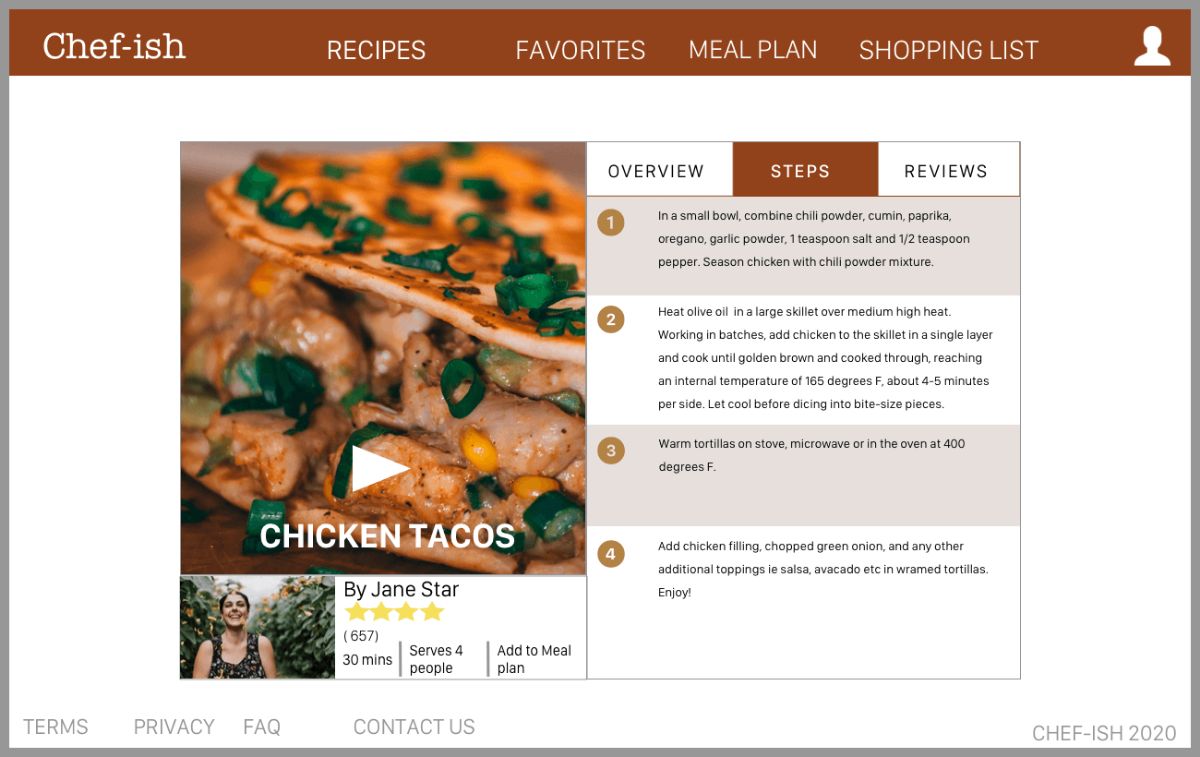 Chef-ish
RECIPES
FAVORITES
MEAL PLAN
SHOPPING LIST
CHICKEN TACOS
By Jane Star
( 657)
30 mins
Serves 4
people
Add to Meal
plan
OVERVIEW
STEPS
REVIEWS
1
In a small bowl, combine chili powder, cumin, paprika,
oregano, garlic powder, 1 teaspoon salt and 1/2 teaspoon
pepper. Season chicken with chili powder mixture.
2
Heat olive oil  in a large skillet over medium high heat.
Working in batches, add chicken to the skillet in a single layer
and cook until golden brown and cooked through, reaching
an internal temperature of 165 degrees F, about 4-5 minutes
per side. Let cool before dicing into bite-size pieces.
3
Warm tortillas on stove, microwave or in the oven at 400
degrees F.
4
Add chicken filling, chopped green onion, and any other
additional toppings ie salsa, avacado etc in wramed tortillas.
Enjoy!
TERMS
PRIVACY
FAQ
CONTACT US
CHEF-ISH 2020